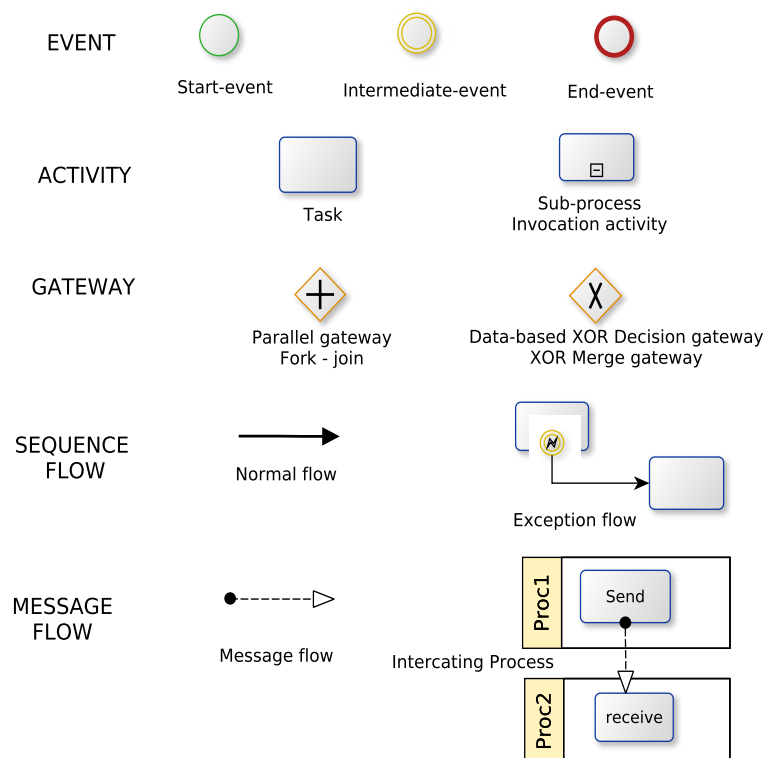 EVENT
Start-event
Intermediate-event
End-event
ACTIVITY
Task
Sub-process
Invocation activity
GATEWAY
Parallel gateway
Fork - join
Data-based XOR Decision gateway
XOR Merge gateway
SEQUENCE
FLOW
Normal flow
Exception flow
MESSAGE
FLOW
Message flow
Proc1
Send
Intercating Process
Proc2
receive